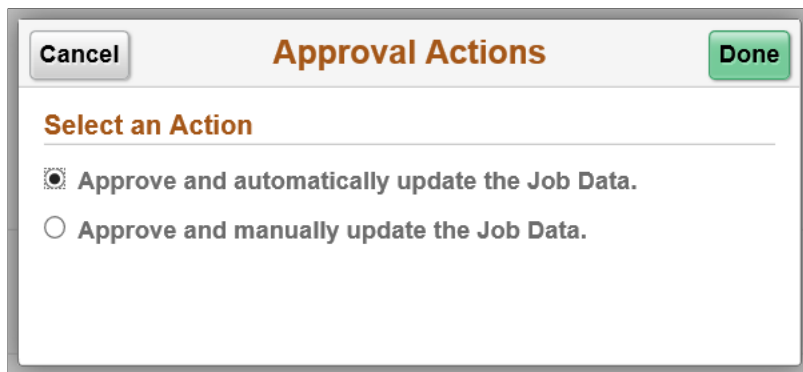 Cancel
Approval Actions
Done
Select an Action
Approve and automatically update the Job Data.
Approve and manually update the Job Data.